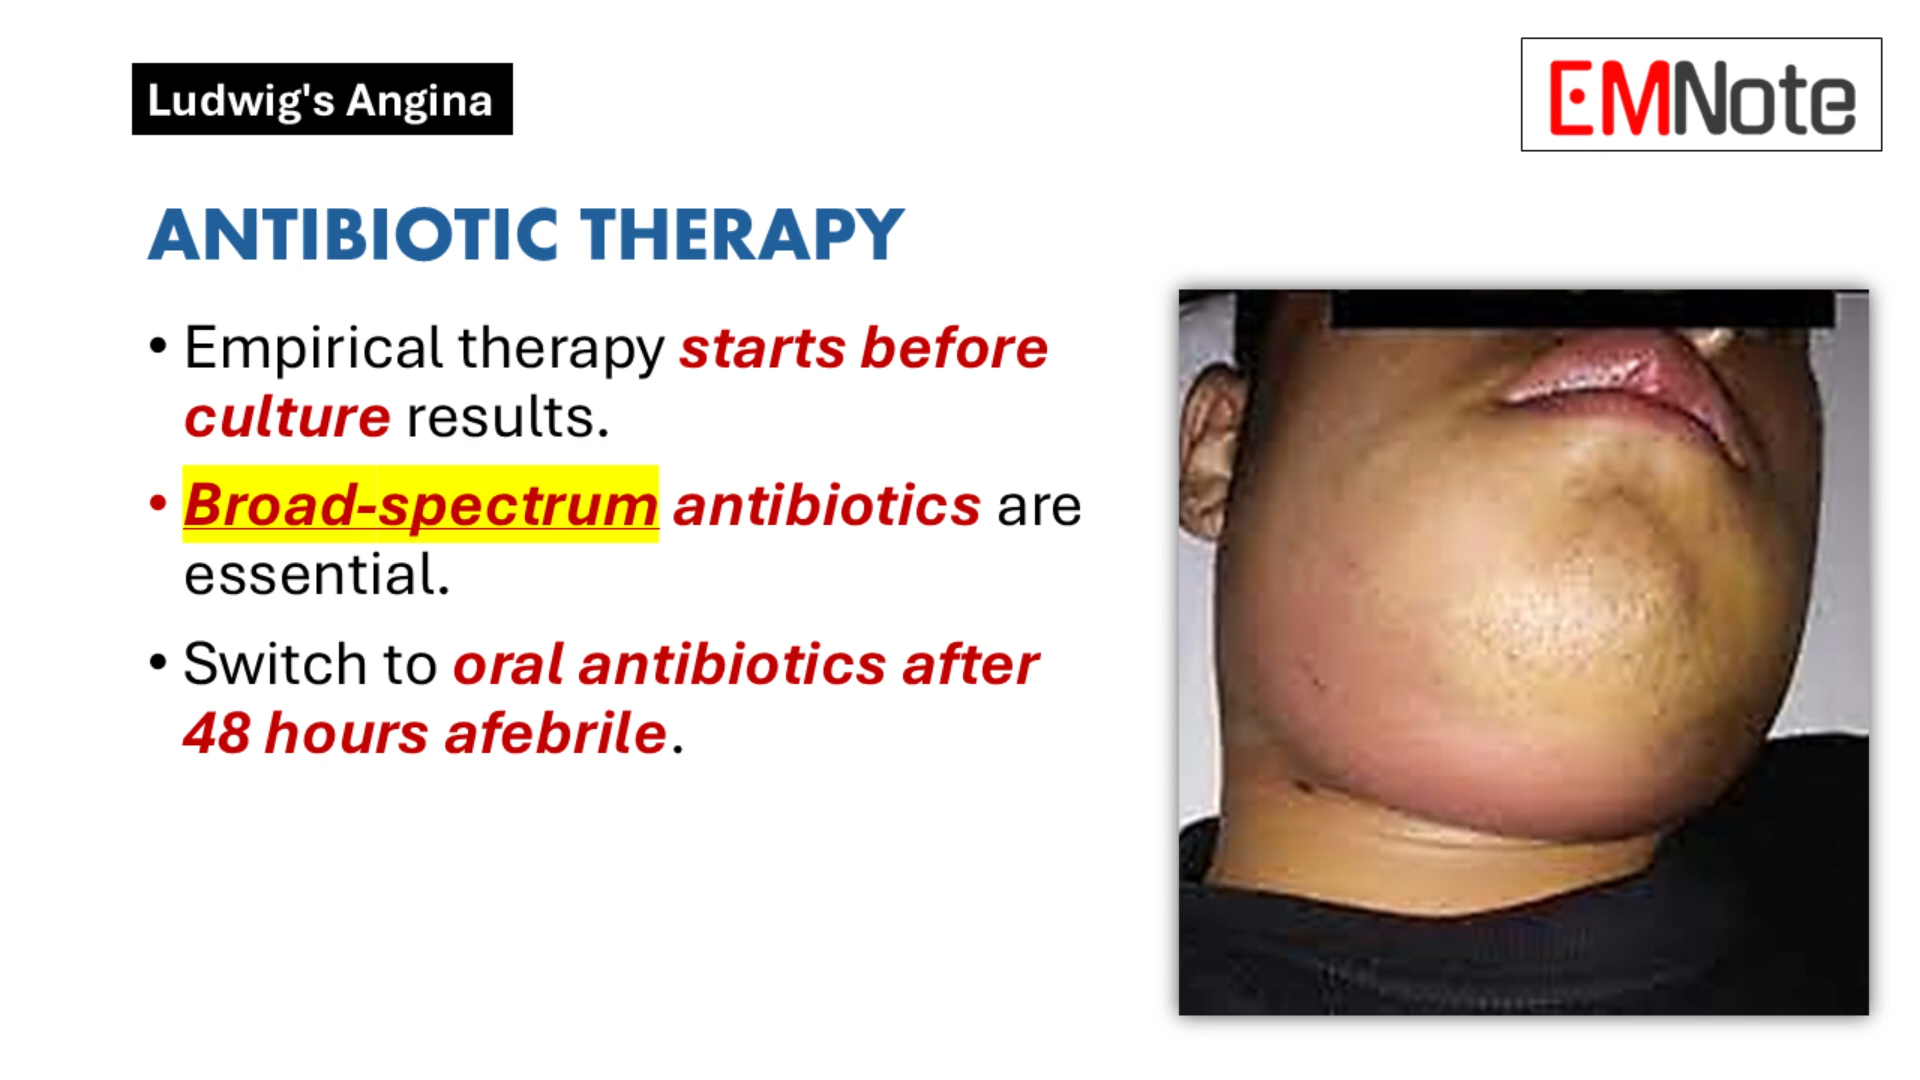 Ludwig's Angina
EMNote
ANTIBIOTIC THERAPY
• Empirical therapy starts before
culture results.
• Broad-spectrum antibiotics are
essential.
• Switch to oral antibiotics after
48 hours afebrile.